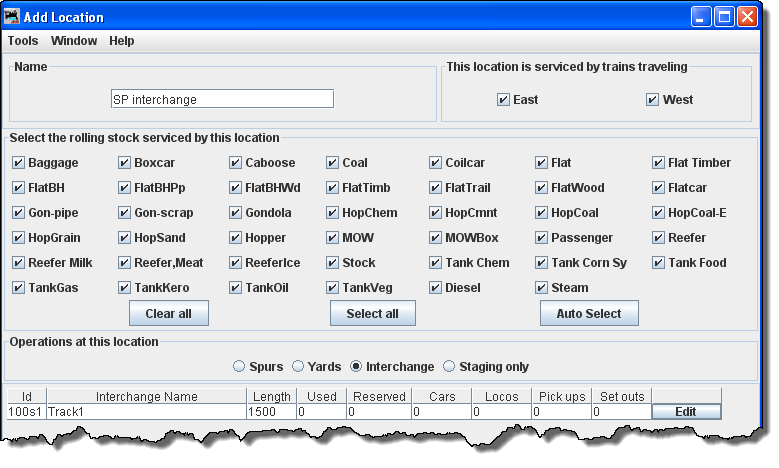 Add Location
Tools Window Help
Name
This location is serviced by trains traveling
SP interchange
East West
Select the rolling stock serviced by this location
Baggage Boxcar Caboose Coal Coilcar Flat Flat Timber
FlatBH FlatBHPp FlatBHWd FlatTimb FlatTrail FlatWood Flatcar
Gon-pipe Gon-scrap Gondola HopChem HopCmnt HopCoal HopCoal-E
HopGrain HopSand Hopper MOW MOWBox Passenger Reefer
Reefer Milk Reefer,Meat ReeferIce Stock Tank Chem Tank Corn Sy Tank Food
TankGas TankKero TankOil TankVeg Diesel Steam
Clear all Select all Auto Select
Operations at this location
Spurs Yards Interchange Staging only
Id Interchange Name Length Used Reserved Cars Locos Pick ups Set outs
100s1 Track1 1500 0 0 0 0 0 0 Edit